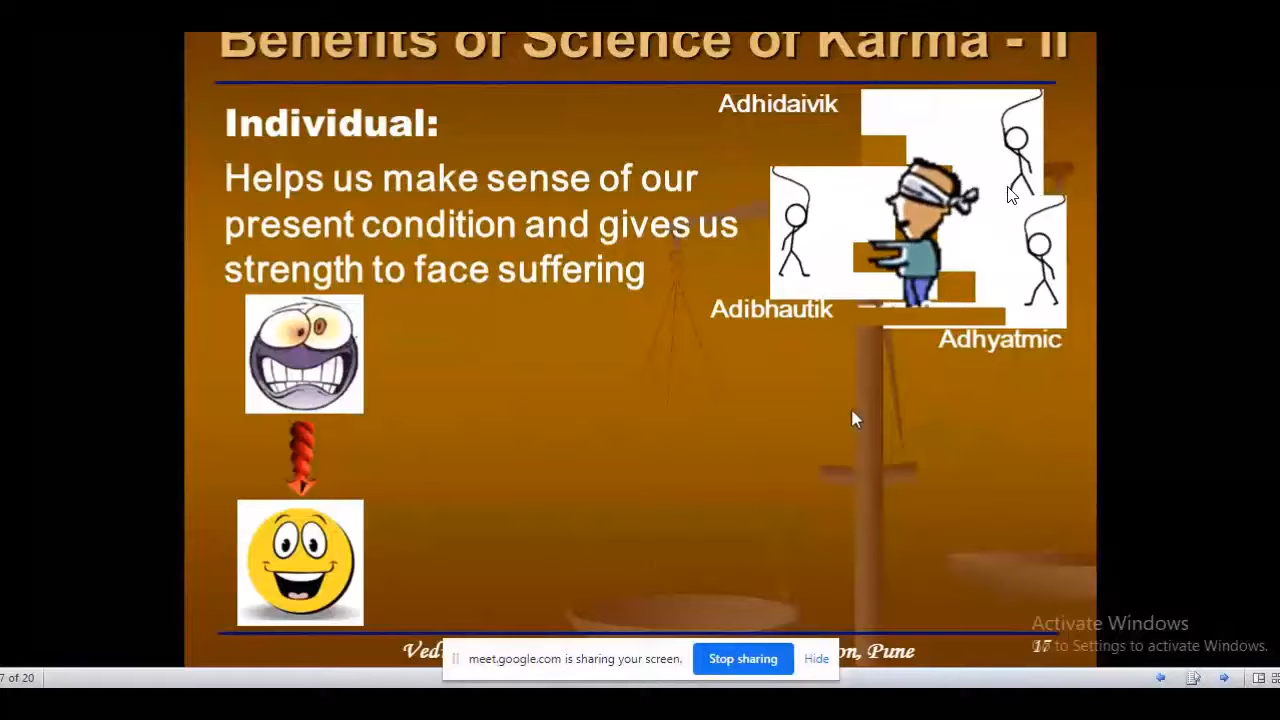 Benefits of Science of Karma - II
Adhidaivik
Individual:
Helps us make sense of our
present condition and gives us
strength to face suffering
Adibhautik
Adhyatmic
Activate Windows
Go to Settings to activate Windows.
Pune
17
meet.google.com is sharing your screen.
Stop sharing
Hide
7 of 20